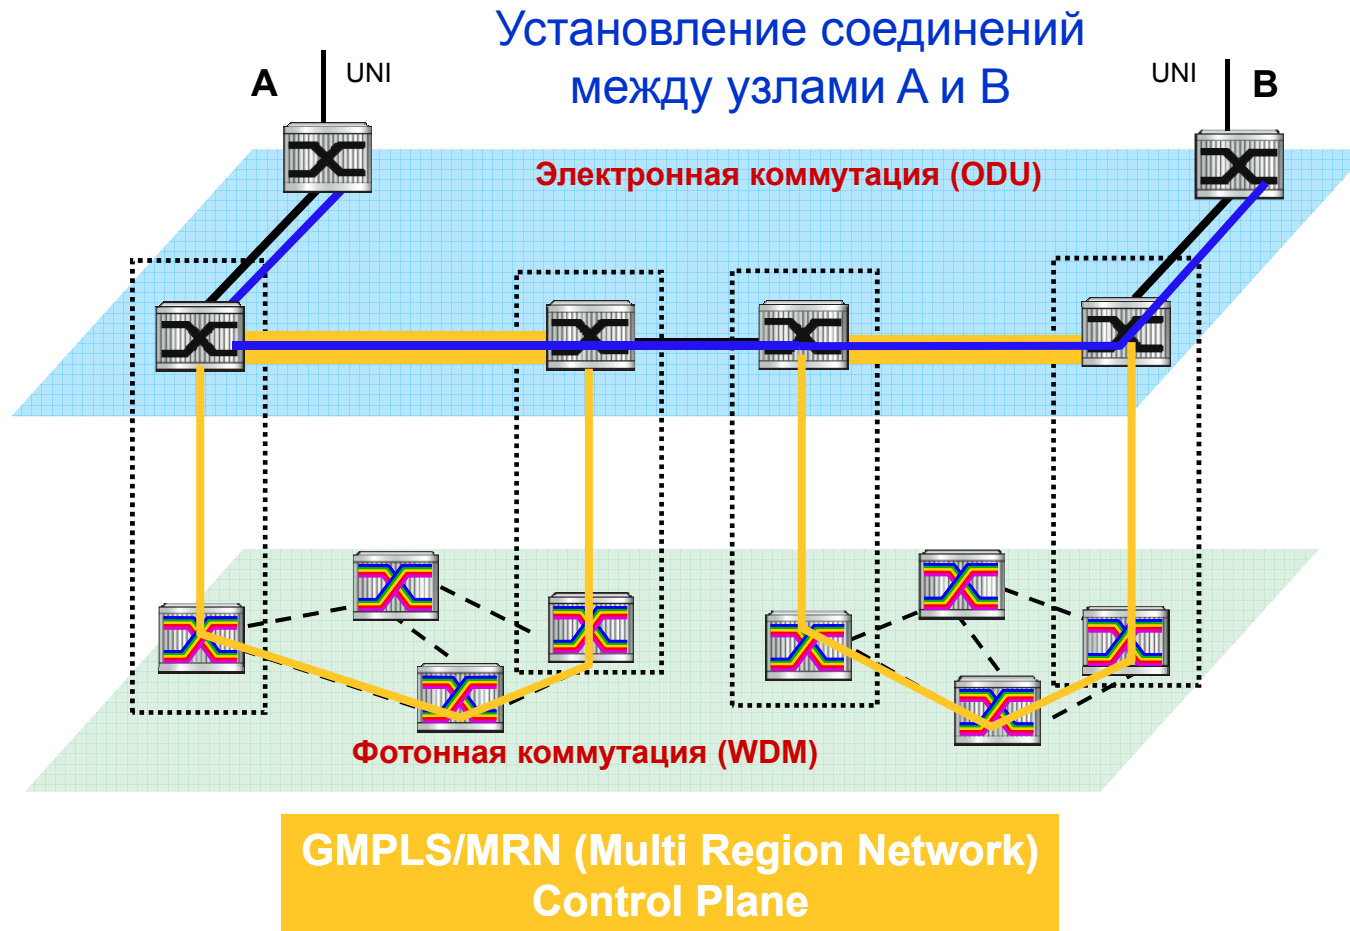 Установление соединений
между узлами А и В
A
UNI
UNI
B
Электронная коммутация (ODU)
Фотонная коммутация (WDM)
GMPLS/MRN (Multi Region Network)
Control Plane